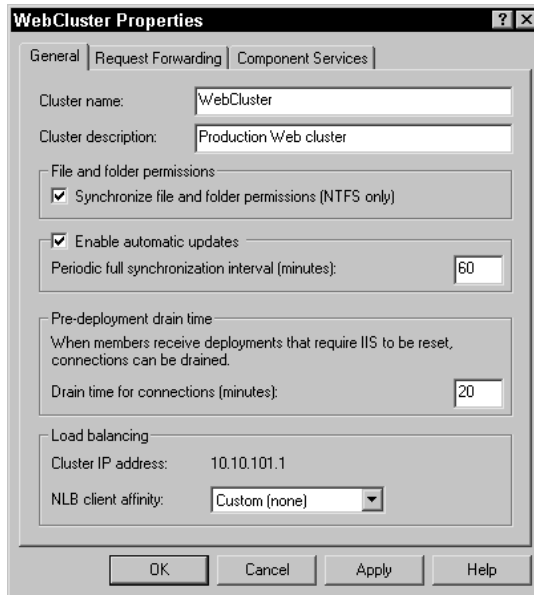 WebCluster Properties
General Request Forwarding Component Services
Cluster name: WebCluster
Cluster description: Production Web cluster
File and folder permissions
Synchronize file and folder permissions (NTFS only)
Enable automatic updates
Periodic full synchronization interval (minutes): 60
Pre-deployment drain time
When members receive deployments that require IIS to be reset,
connections can be drained.
Drain time for connections (minutes): 20
Load balancing
Cluster IP address: 10.10.101.1
NLB client affinity: Custom (none)
OK Cancel Apply Help